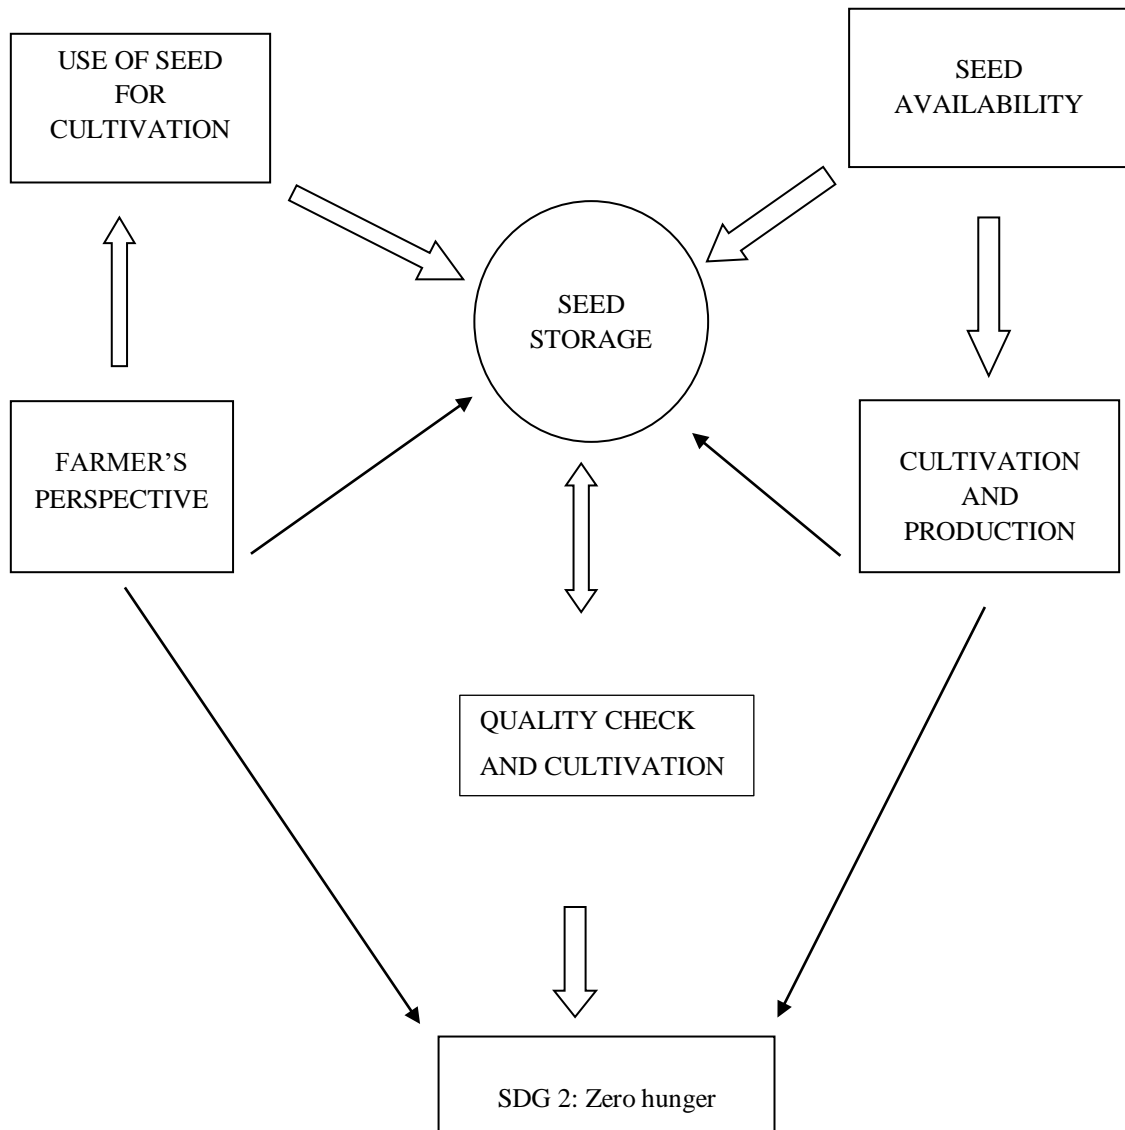 USE OF SEED
FOR
CULTIVATION
SEED
AVAILABILITY
SEED
STORAGE
FARMER’S
PERSPECTIVE
CULTIVATION
AND
PRODUCTION
QUALITY CHECK
AND CULTIVATION
SDG 2: Zero hunger